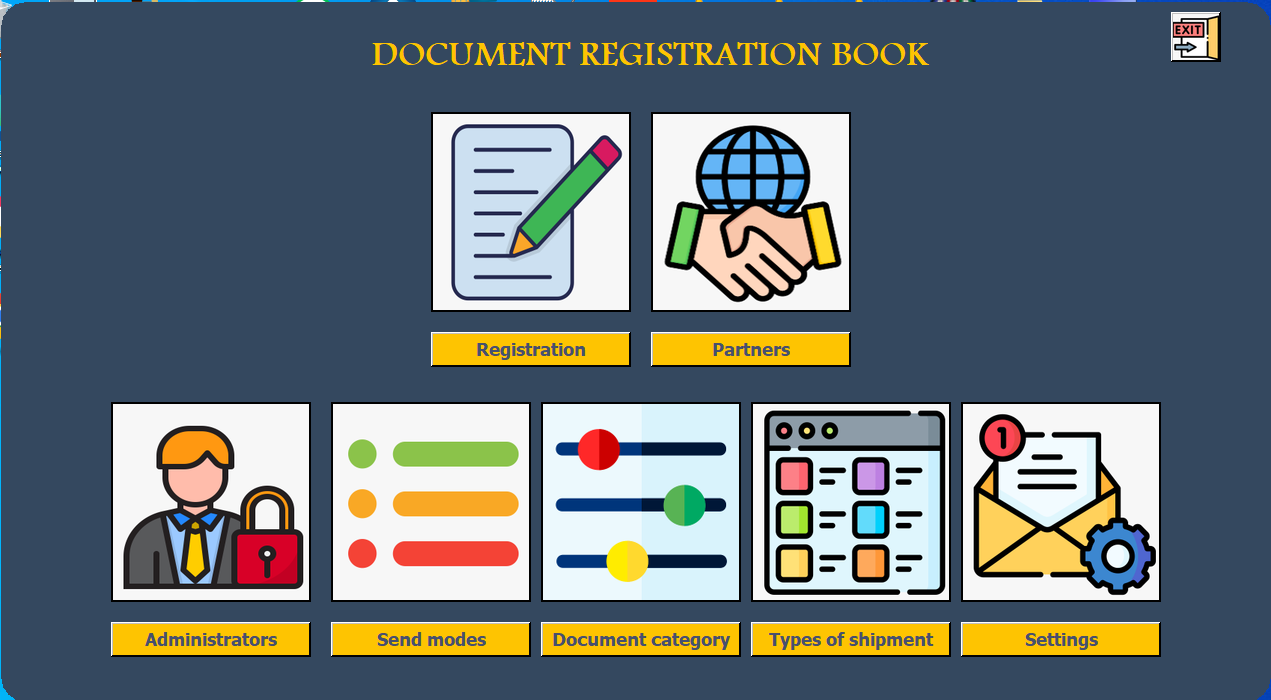 DOCUMENT REGISTRATION BOOK
EXIT
Registration
Partners
1
Administrators
Send modes
Document category
Types of shipment
Settings